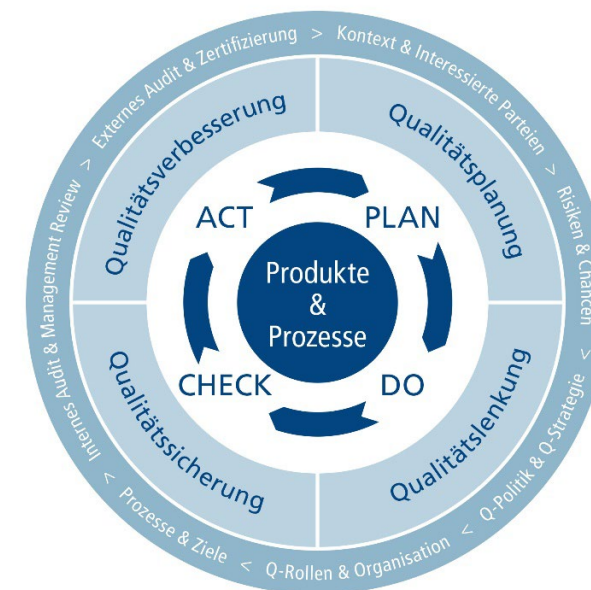 Externes Audit & Zertifizierung > Kontext & Interessierte Parteien > Risiken & Chancen > Q-Politik & Q-Strategie > Q-Rollen & Organisation > Prozesse & Ziele > Internes Audit & Management Review >
Qualitätsverbesserung
Qualitätsplanung
ACT
PLAN
Produkte
&
Prozesse
CHECK
DO
Qualitätssicherung
Qualitätslenkung